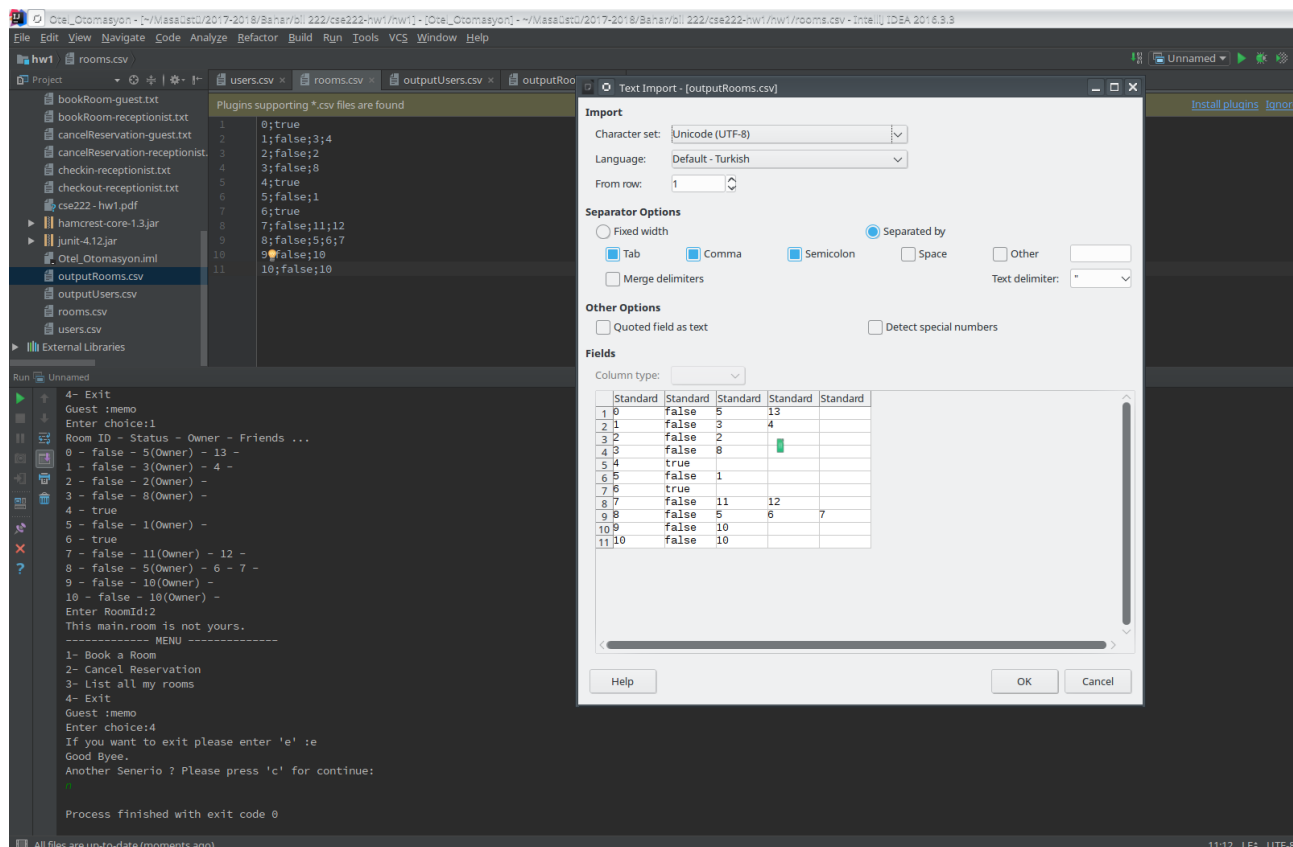 Otel_Otomasyon - [~/Masaüstü/2017-2018/Bahar/bil 222/cse222-hw1/hw1] - [Otel_Otomasyon] - ~/Masaüstü/2017-2018/Bahar/bil 222/cse222-hw1/hw1/rooms.csv - IntelliJ IDEA 2016.3.3
File Edit View Navigate Code Analyze Refactor Build Run Tools VCS Window Help
hw1 rooms.csv Unnamed
Project users.csv rooms.csv outputUsers.csv outputRoo
Plugins supporting *.csv files are found Install plugins Ignor
bookRoom-guest.txt
bookRoom-receptionist.txt
cancelReservation-guest.txt
cancelReservation-receptionist.
checkin-receptionist.txt
checkout-receptionist.txt
cse222 - hw1.pdf
hamcrest-core-1.3.jar
junit-4.12.jar
Otel_Otomasyon.iml
outputRooms.csv
outputUsers.csv
rooms.csv
users.csv
External Libraries
1 0;true
2 1;false;3;4
3 2;false;2
4 3;false;8
5 4;true
6 5;false;1
7 6;true
8 7;false;11;12
9 8;false;5;6;7
10 9;false;10
11 10;false;10
Run Unnamed
4- Exit
Guest :memo
Enter choice:1
Room ID - Status - Owner - Friends ...
0 - false - 5(Owner) - 13 -
1 - false - 3(Owner) - 4 -
2 - false - 2(Owner) -
3 - false - 8(Owner) -
4 - true
5 - false - 1(Owner) -
6 - true
7 - false - 11(Owner) - 12 -
8 - false - 5(Owner) - 6 - 7 -
9 - false - 10(Owner) -
10 - false - 10(Owner) -
Enter RoomId:2
This main.room is not yours.
------------- MENU --------------
1- Book a Room
2- Cancel Reservation
3- List all my rooms
4- Exit
Guest :memo
Enter choice:4
If you want to exit please enter 'e' :e
Good Byee.
Another Senerio ? Please press 'c' for continue:
n
Process finished with exit code 0
All files are up-to-date (moments ago) 11:12 LF÷ UTF-8
Text Import - [outputRooms.csv]
Import
Character set: Unicode (UTF-8)
Language: Default - Turkish
From row: 1
Separator Options
Fixed width Separated by
Tab Comma Semicolon Space Other
Merge delimiters Text delimiter: "
Other Options
Quoted field as text Detect special numbers
Fields
Column type:
Standard Standard Standard Standard Standard
1 0 false 5 13
2 1 false 3 4
3 2 false 2
4 3 false 8
5 4 true
6 5 false 1
7 6 true
8 7 false 11 12
9 8 false 5 6 7
10 9 false 10
11 10 false 10
Help OK Cancel